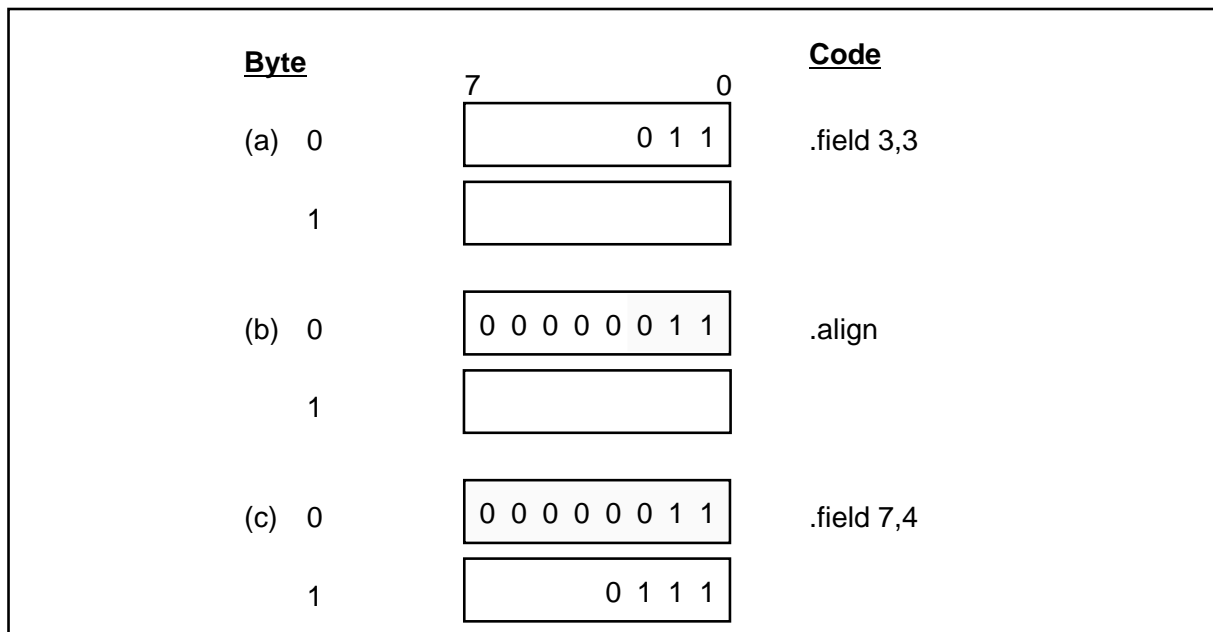 Byte Code
7 0
(a) 0 0 1 1 .field 3,3
1
(b) 0 0 0 0 0 0 0 1 1 .align
1
(c) 0 0 0 0 0 0 0 1 1 .field 7,4
1 0 1 1 1